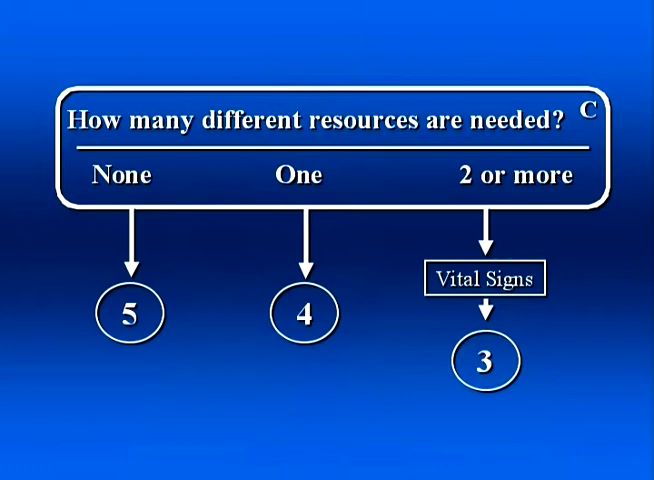 How many different resources are needed? C
None One 2 or more
Vital Signs
5 4
3